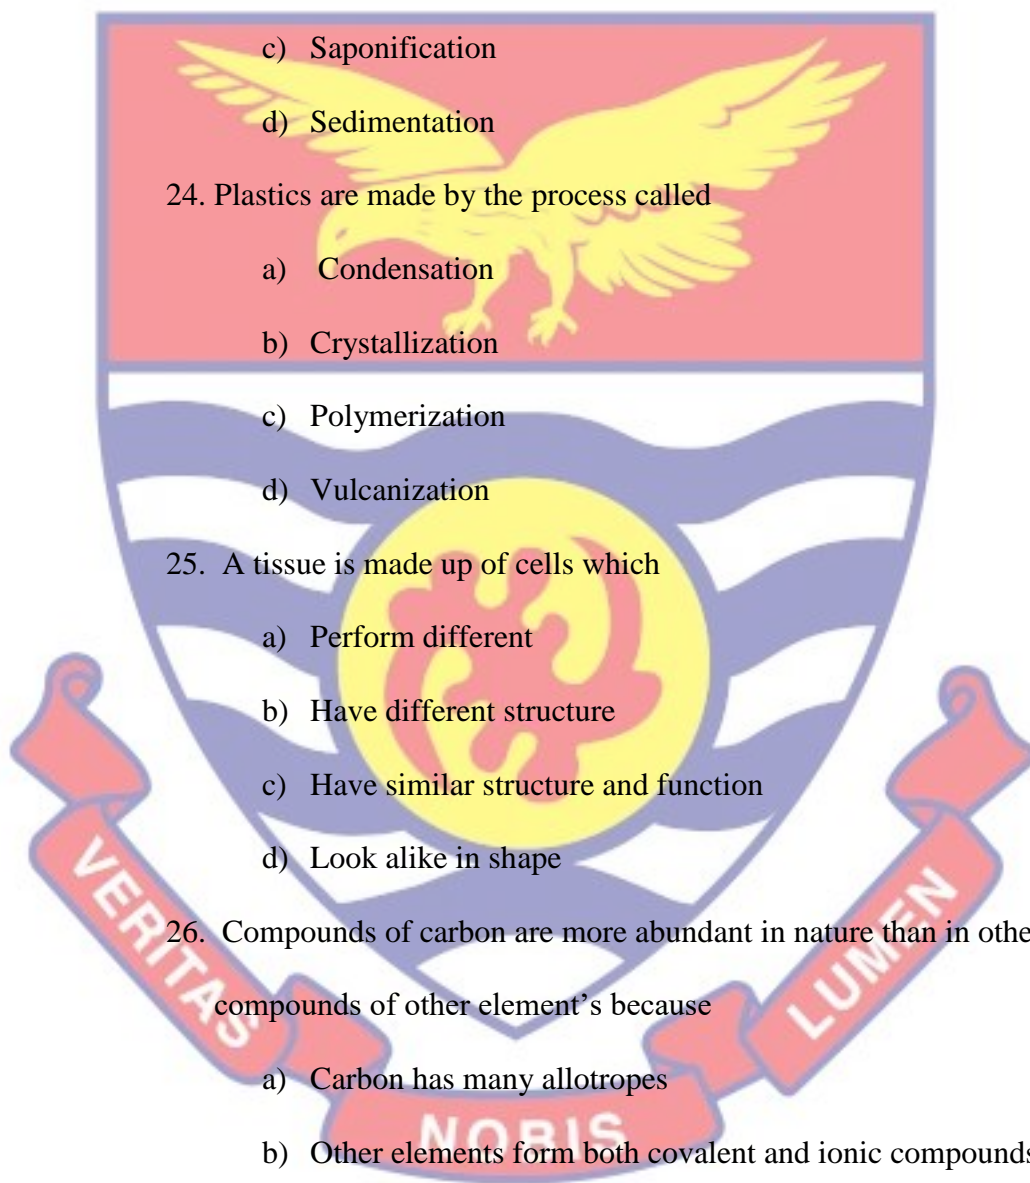 c) Saponification
d) Sedimentation
24. Plastics are made by the process called
a) Condensation
b) Crystallization
c) Polymerization
d) Vulcanization
25. A tissue is made up of cells which
a) Perform different
b) Have different structure
c) Have similar structure and function
d) Look alike in shape
26. Compounds of carbon are more abundant in nature than in othe
compounds of other element’s because
a) Carbon has many allotropes
b) Other elements form both covalent and ionic compounds
VERITAS
NOBIS
LUMEN